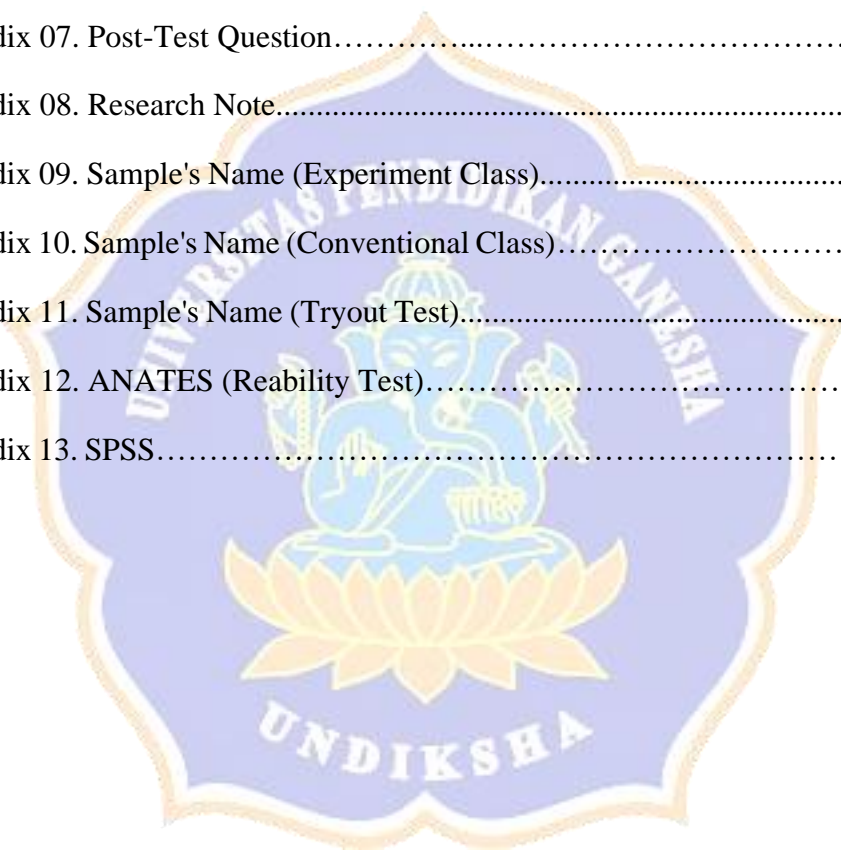 dix 07. Post-Test Question…………...……………………………….
dix 08. Research Note.......................................................................
dix 09. Sample's Name (Experiment Class)......................................
dix 10. Sample's Name (Conventional Class)……………………….
dix 11. Sample's Name (Tryout Test)................................................
dix 12. ANATES (Reability Test)…………………………………….
dix 13. SPSS…………………………………………………………
UNIVERSITAS PENDIDIKAN GANESHA
UNDIKSHA